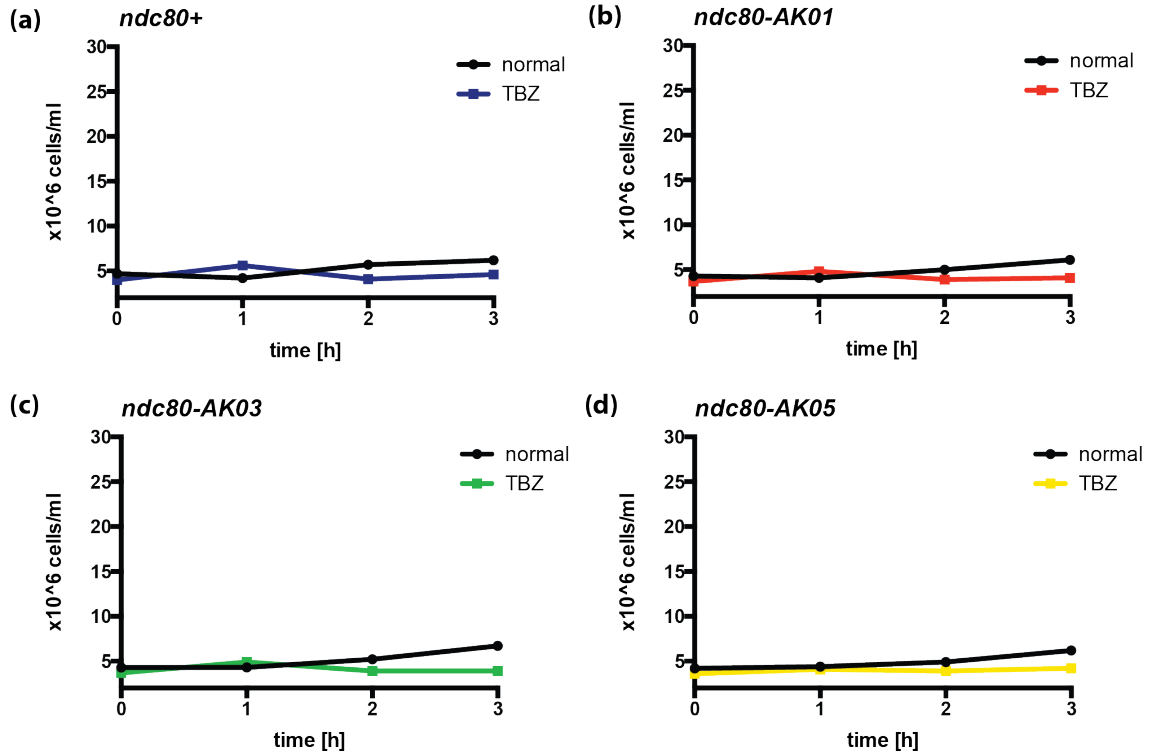 (a) ndc80+
30
25
20
15
10
5
x10^6 cells/ml
normal
TBZ
0 1 2 3
time [h]
(b) ndc80-AK01
30
25
20
15
10
5
x10^6 cells/ml
normal
TBZ
0 1 2 3
time [h]
(c) ndc80-AK03
30
25
20
15
10
5
x10^6 cells/ml
normal
TBZ
0 1 2 3
time [h]
(d) ndc80-AK05
30
25
20
15
10
5
x10^6 cells/ml
normal
TBZ
0 1 2 3
time [h]